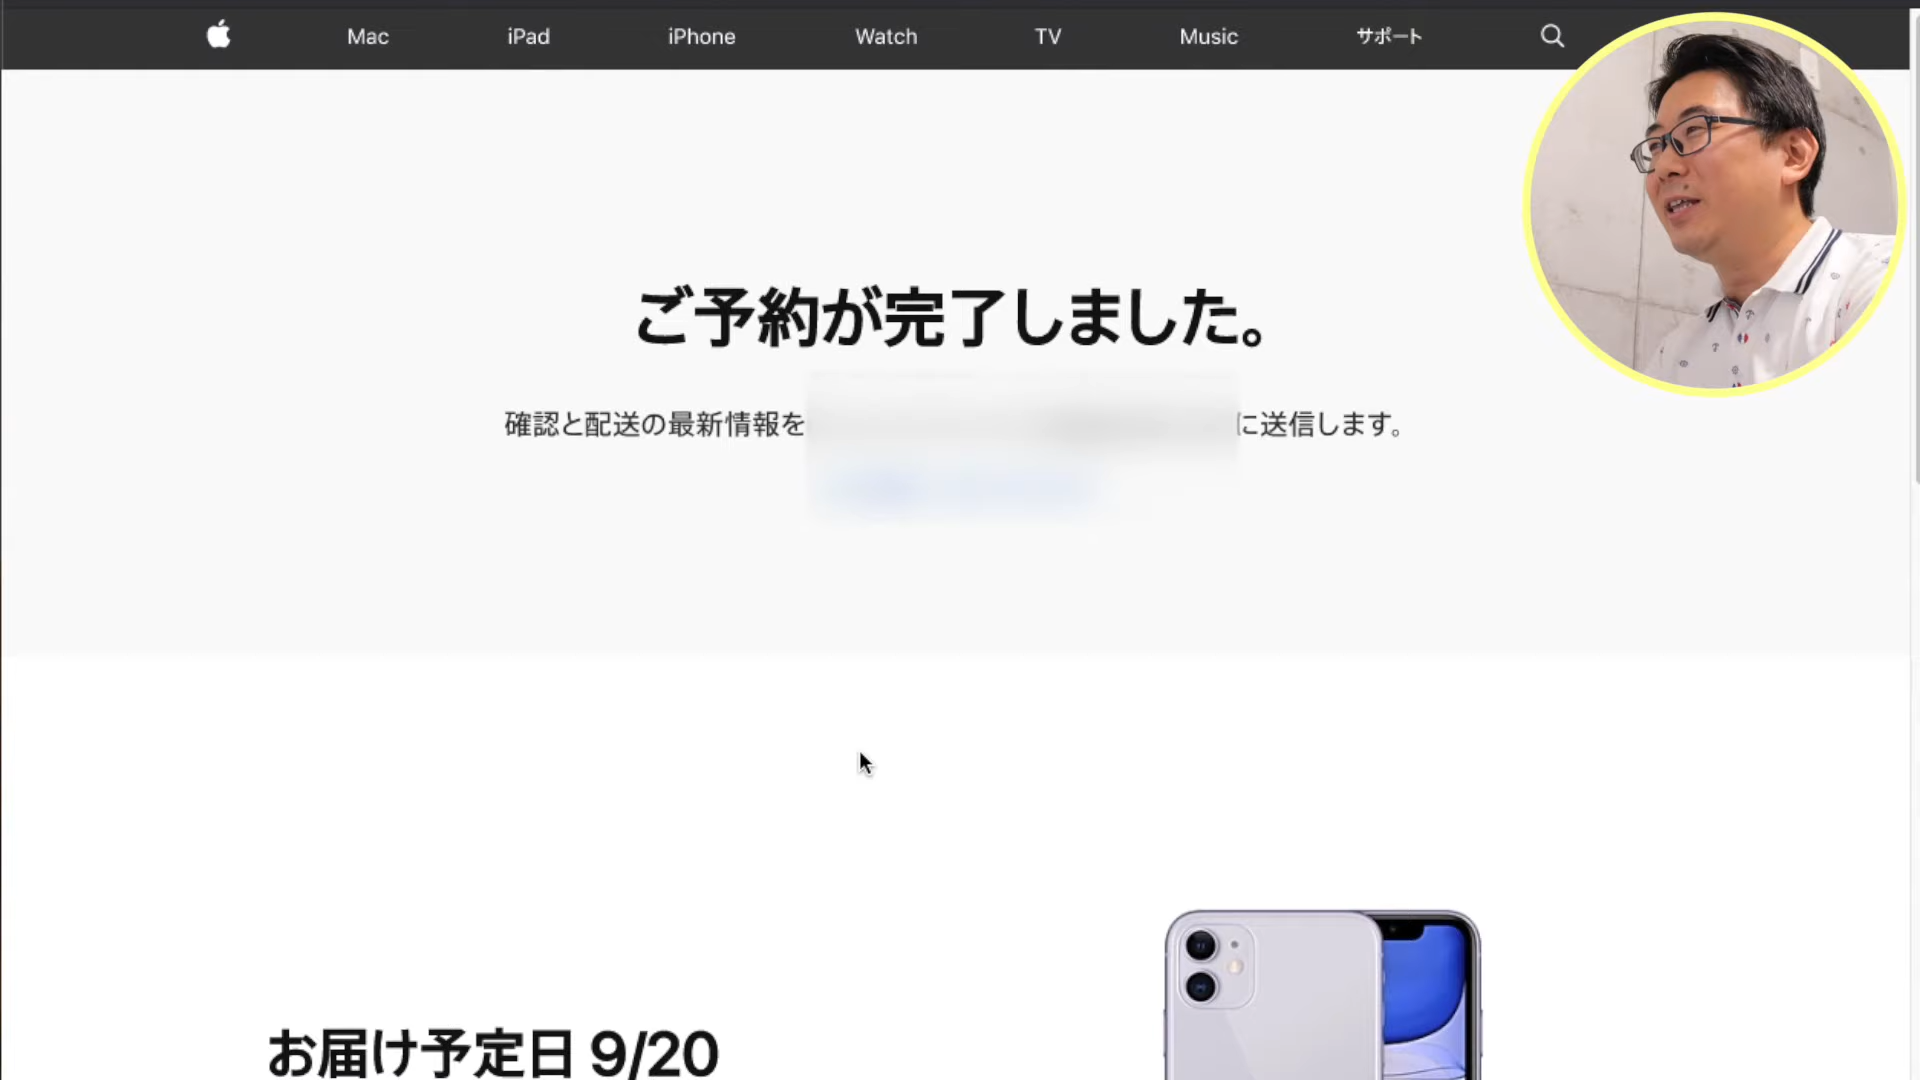 Mac iPad iPhone Watch TV Music サポート
ご予約が完了しました。
確認と配送の最新情報を に送信します。
お届け予定日 9/20